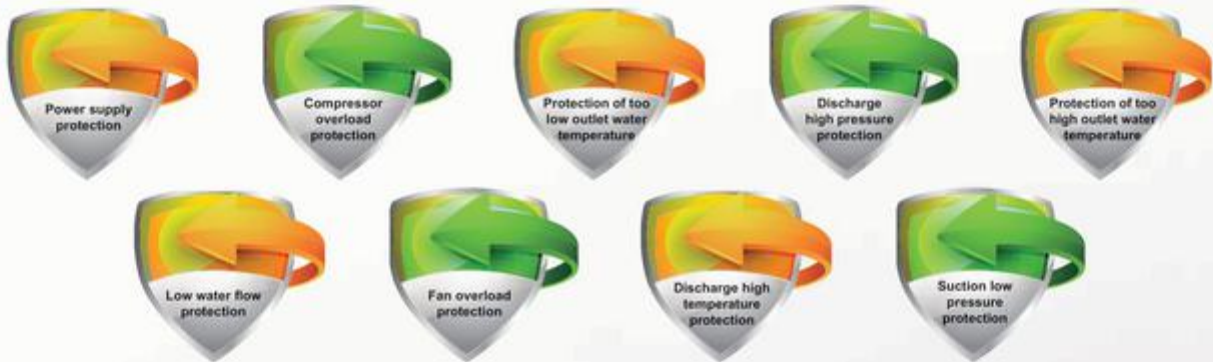 Power supply
protection
Compressor
overload
protection
Protection of too
low outlet water
temperature
Discharge
high pressure
protection
Protection of too
high outlet water
temperature
Low water flow
protection
Fan overload
protection
Discharge high
temperature
protection
Suction low
pressure
protection